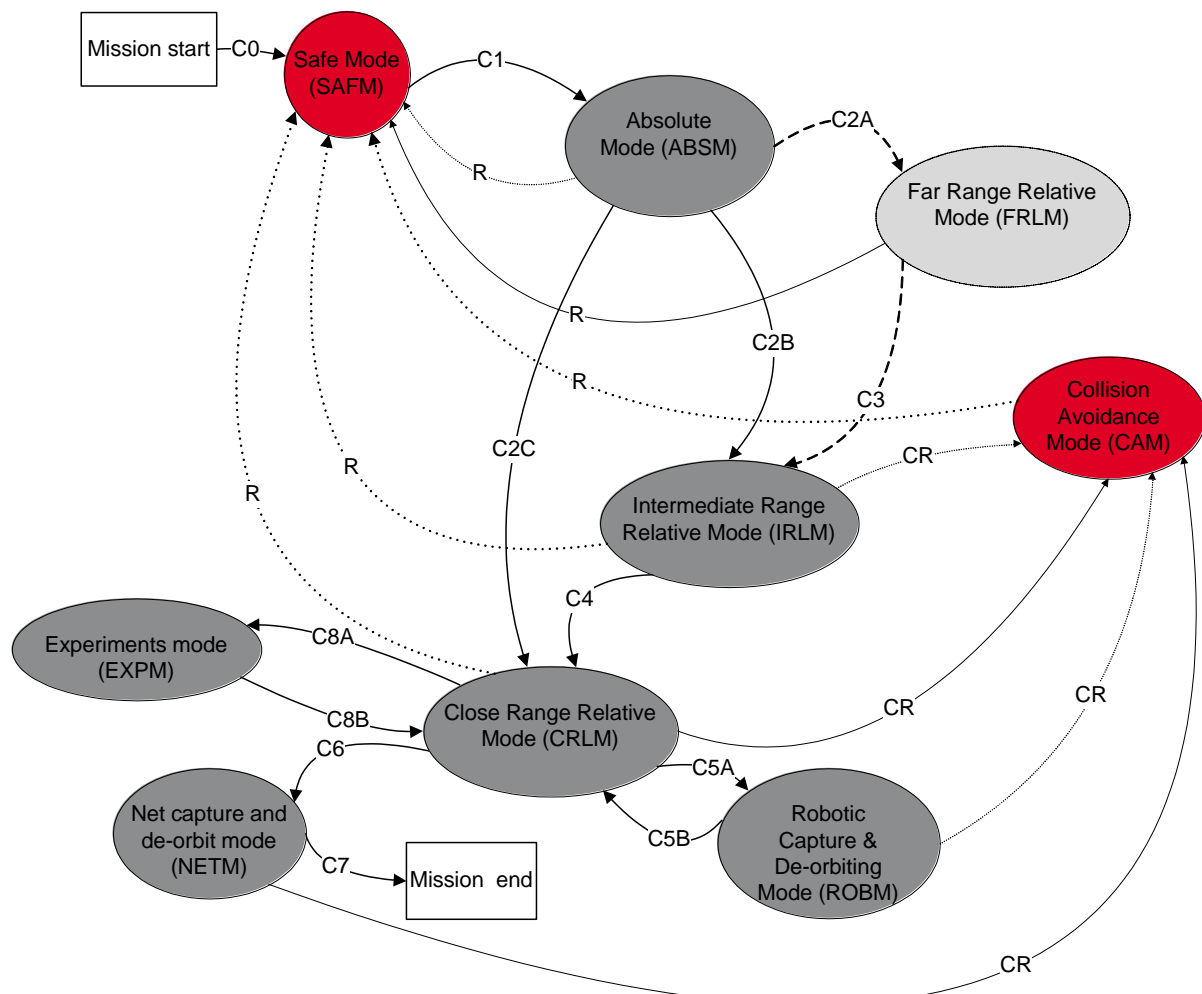 Mission start
C0
Safe Mode
(SAFM)
C1
Absolute
Mode (ABSM)
C2A
Far Range Relative
Mode (FRLM)
R
R
C2B
C3
R
Collision
Avoidance
Mode (CAM)
C2C
R
CR
R
Intermediate Range
Relative Mode (IRLM)
C4
Experiments mode
(EXPM)
C8A
C8B
Close Range Relative
Mode (CRLM)
CR
CR
C6
C5A
C5B
Net capture and
de-orbit mode
(NETM)
C7
Mission end
Robotic
Capture &
De-orbiting
Mode (ROBM)
CR